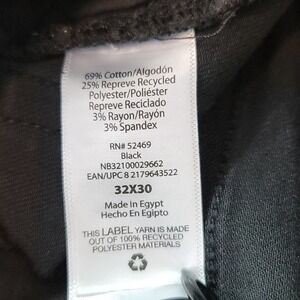 69% Cotton/Algodón
25% Repreve Recycled
Polyester/Poliéster
Repreve Reciclado
3% Rayon/Rayón
3% Spandex
RN# 52469
Black
NB32100029662
EAN/UPC 8 2179643522
32X30
Made in Egypt
Hecho En Egipto
THIS LABEL YARN IS MADE
OUT OF 100% RECYCLED
POLYESTER MATERIALS